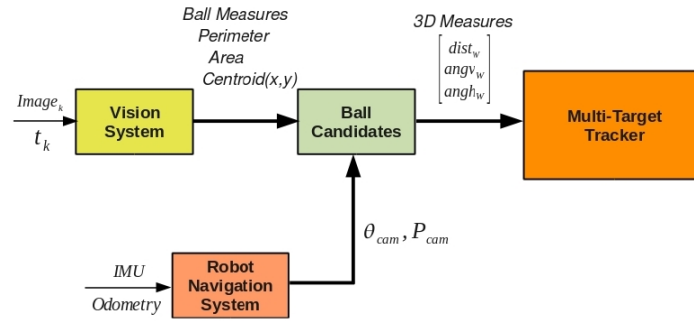 Ball Measures
Perimeter
Area
Centroid(x,y)
3D Measures
dist_W
angv_W
angh_W
Image_k
t_k
Vision
System
Ball
Candidates
Multi-Target
Tracker
θ_cam, P_cam
IMU
Odometry
Robot
Navigation
System